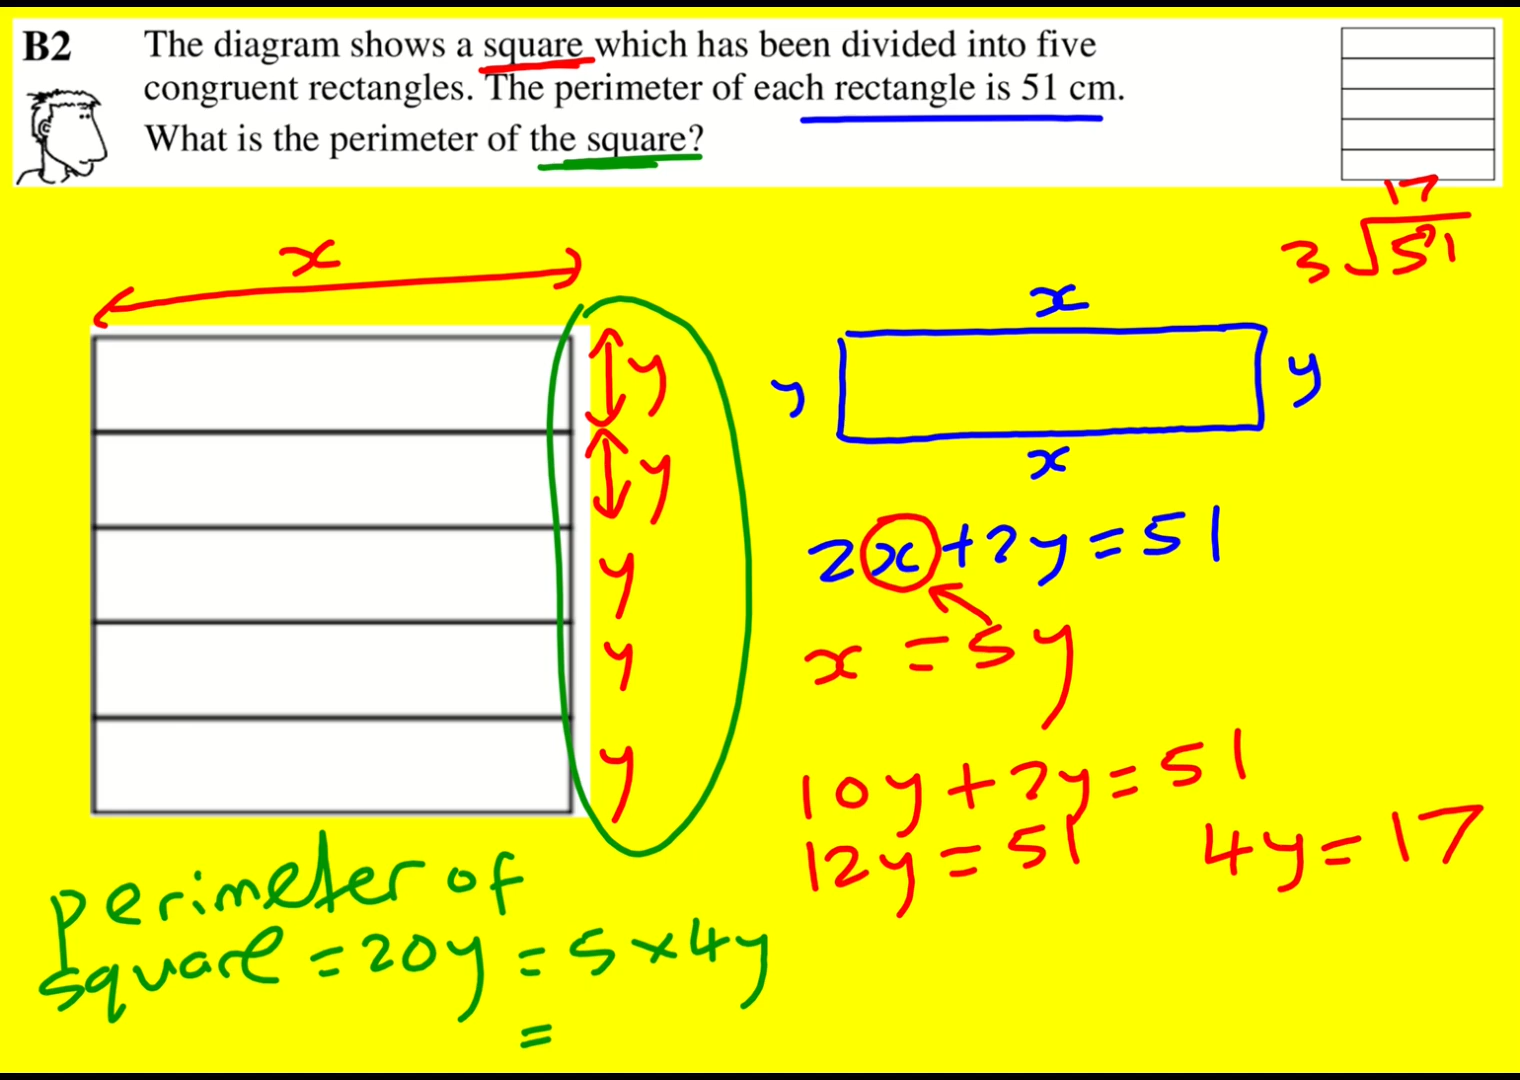 B2 The diagram shows a square which has been divided into five
congruent rectangles. The perimeter of each rectangle is 51 cm.
What is the perimeter of the square?
17
3 √51
x
x
y
y
y
y
x
y
2x+2y=51
y
x = 5y
y
y
10y+2y=51
12y=51 4y=17
perimeter of
square = 20y = 5×4y
=